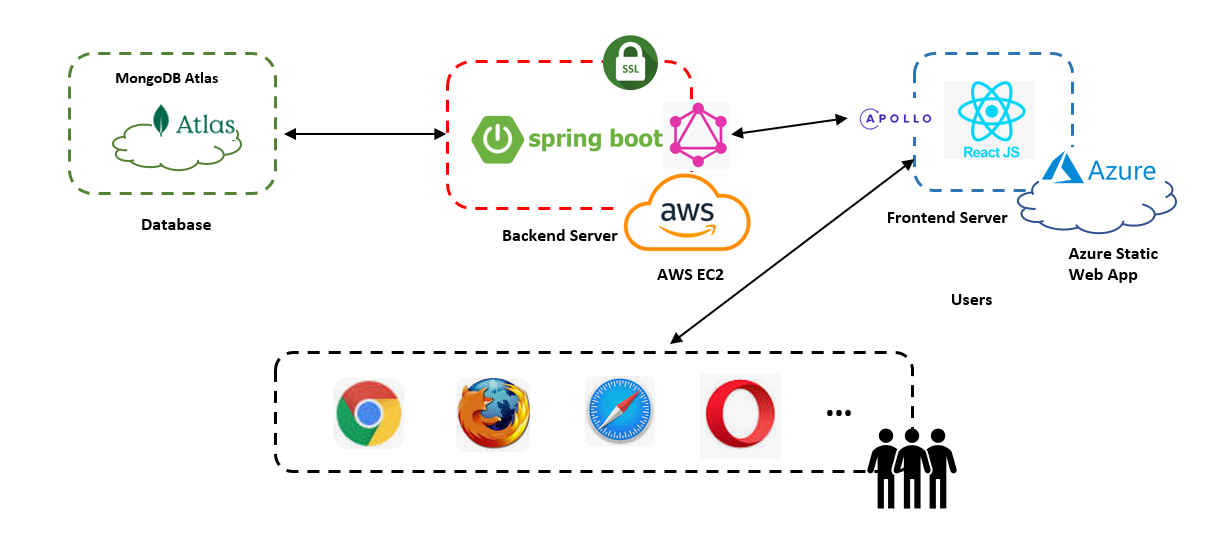 MongoDB Atlas
Atlas
Database
SSL
spring boot
Backend Server
aws
AWS EC2
APOLLO
React JS
Azure
Frontend Server
Azure Static
Web App
Users
...